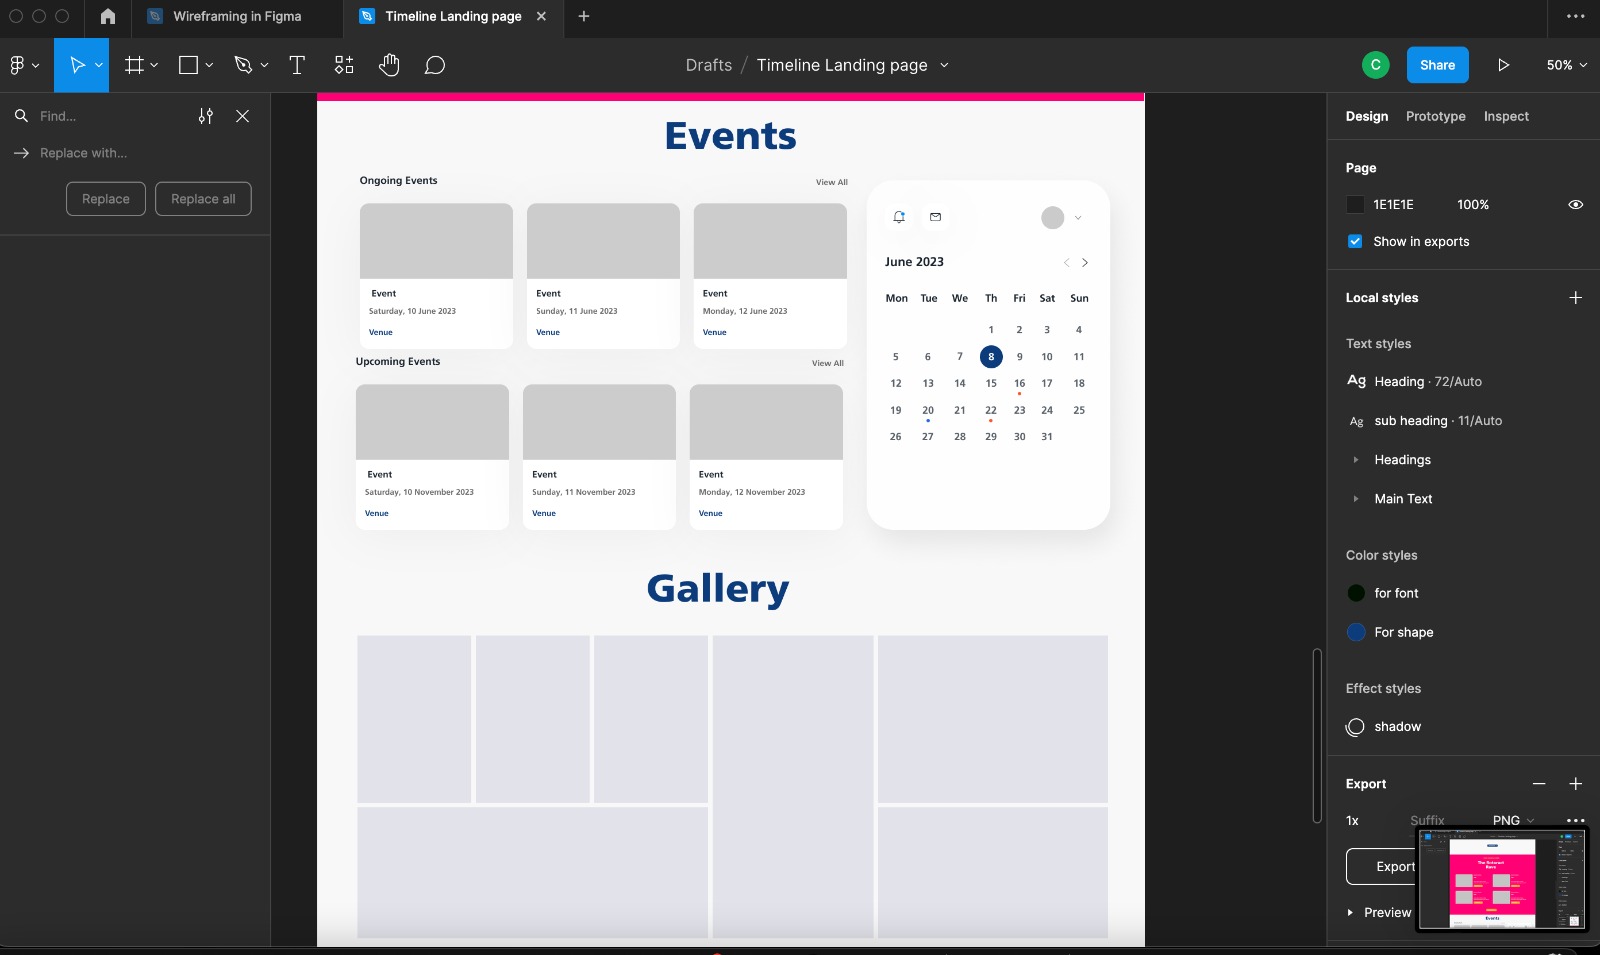 Wireframing in Figma
Timeline Landing page
Drafts / Timeline Landing page
C
Share
50%
Find...
Replace with...
Replace
Replace all
Events
Ongoing Events
View All
Event
Saturday, 10 June 2023
Venue
Event
Sunday, 11 June 2023
Venue
Event
Monday, 12 June 2023
Venue
Upcoming Events
View All
Event
Saturday, 10 November 2023
Venue
Event
Sunday, 11 November 2023
Venue
Event
Monday, 12 November 2023
Venue
June 2023
Mon Tue We Th Fri Sat Sun
1 2 3 4
5 6 7 8 9 10 11
12 13 14 15 16 17 18
19 20 21 22 23 24 25
26 27 28 29 30 31
Gallery
Design Prototype Inspect
Page
1E1E1E 100%
Show in exports
Local styles
Text styles
Ag Heading · 72/Auto
Ag sub heading · 11/Auto
Headings
Main Text
Color styles
for font
For shape
Effect styles
shadow
Export
1x Suffix PNG
Export
Preview
Events